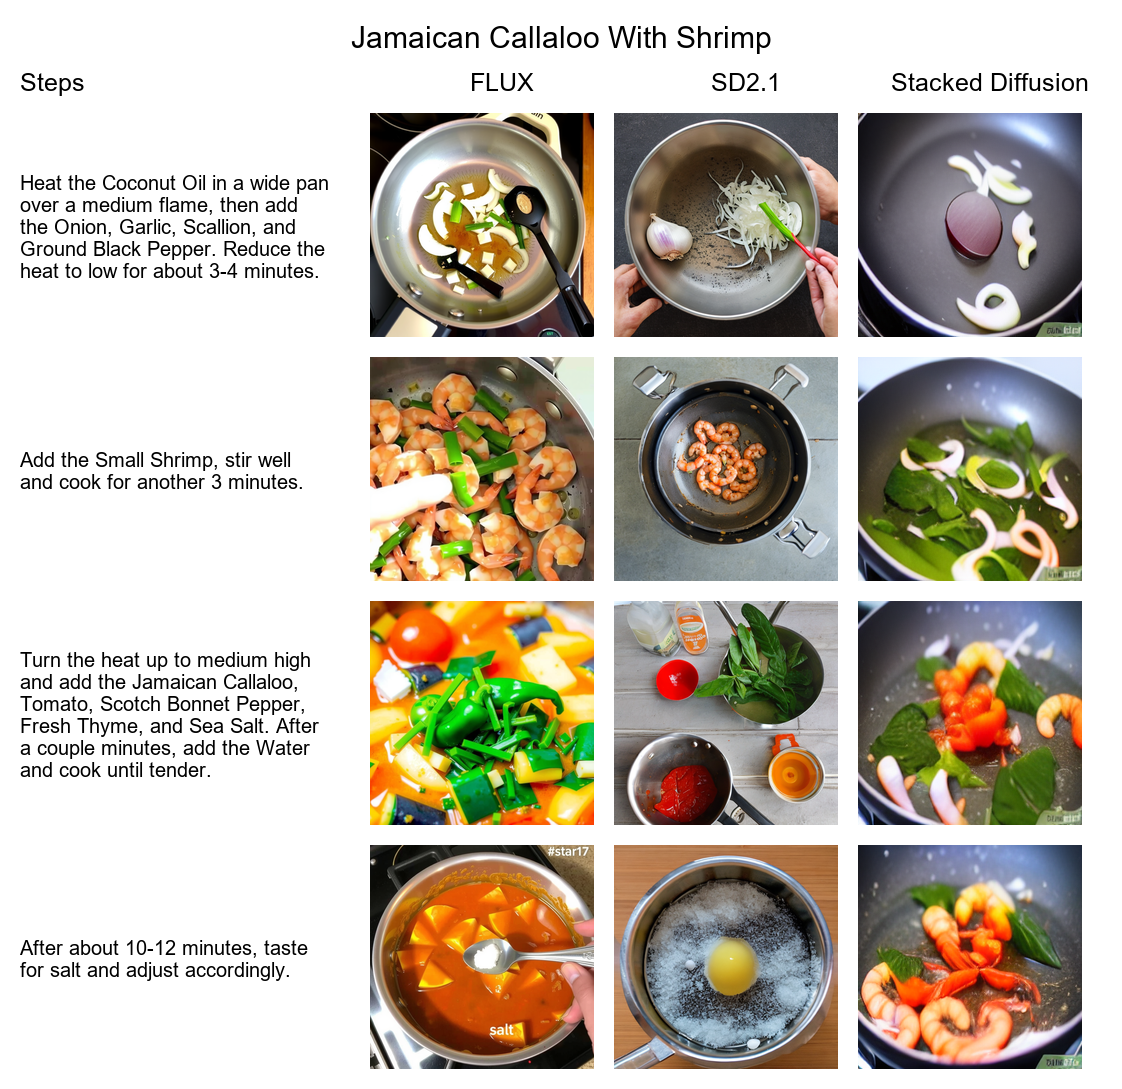 Jamaican Callaloo With Shrimp
Steps
FLUX
SD2.1
Stacked Diffusion
Heat the Coconut Oil in a wide pan
over a medium flame, then add
the Onion, Garlic, Scallion, and
Ground Black Pepper. Reduce the
heat to low for about 3-4 minutes.
Add the Small Shrimp, stir well
and cook for another 3 minutes.
Turn the heat up to medium high
and add the Jamaican Callaloo,
Tomato, Scotch Bonnet Pepper,
Fresh Thyme, and Sea Salt. After
a couple minutes, add the Water
and cook until tender.
#star17
After about 10-12 minutes, taste
for salt and adjust accordingly.
salt